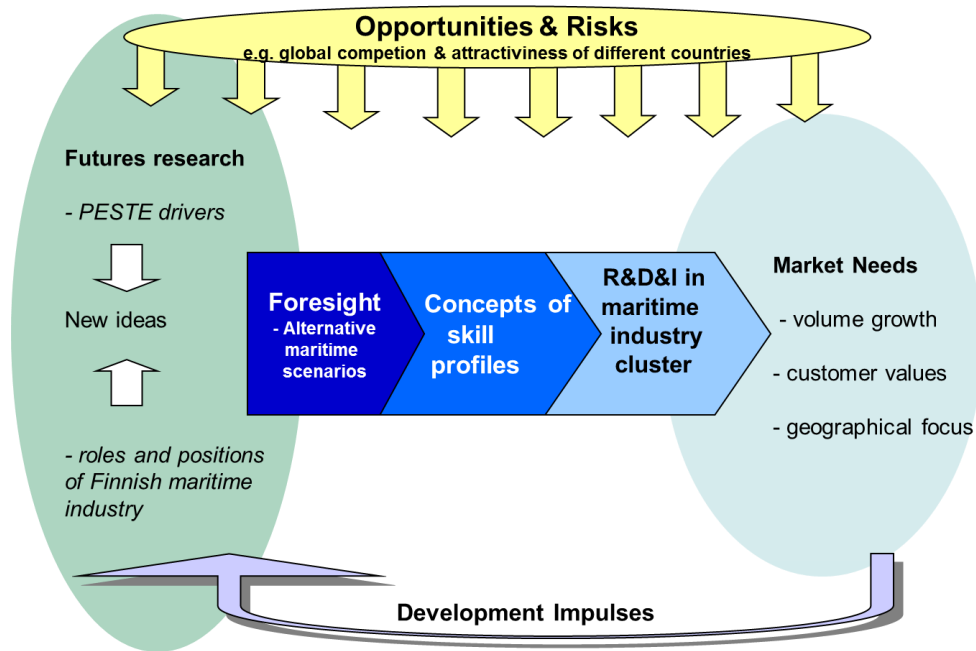 Opportunities & Risks
e.g. global competion & attractiviness of different countries
Futures research
- PESTE drivers
New ideas
- roles and positions
of Finnish maritime
industry
Foresight
- Alternative
maritime
scenarios
Concepts of
skill
profiles
R&D&I in
maritime
industry
cluster
Market Needs
- volume growth
- customer values
- geographical focus
Development Impulses